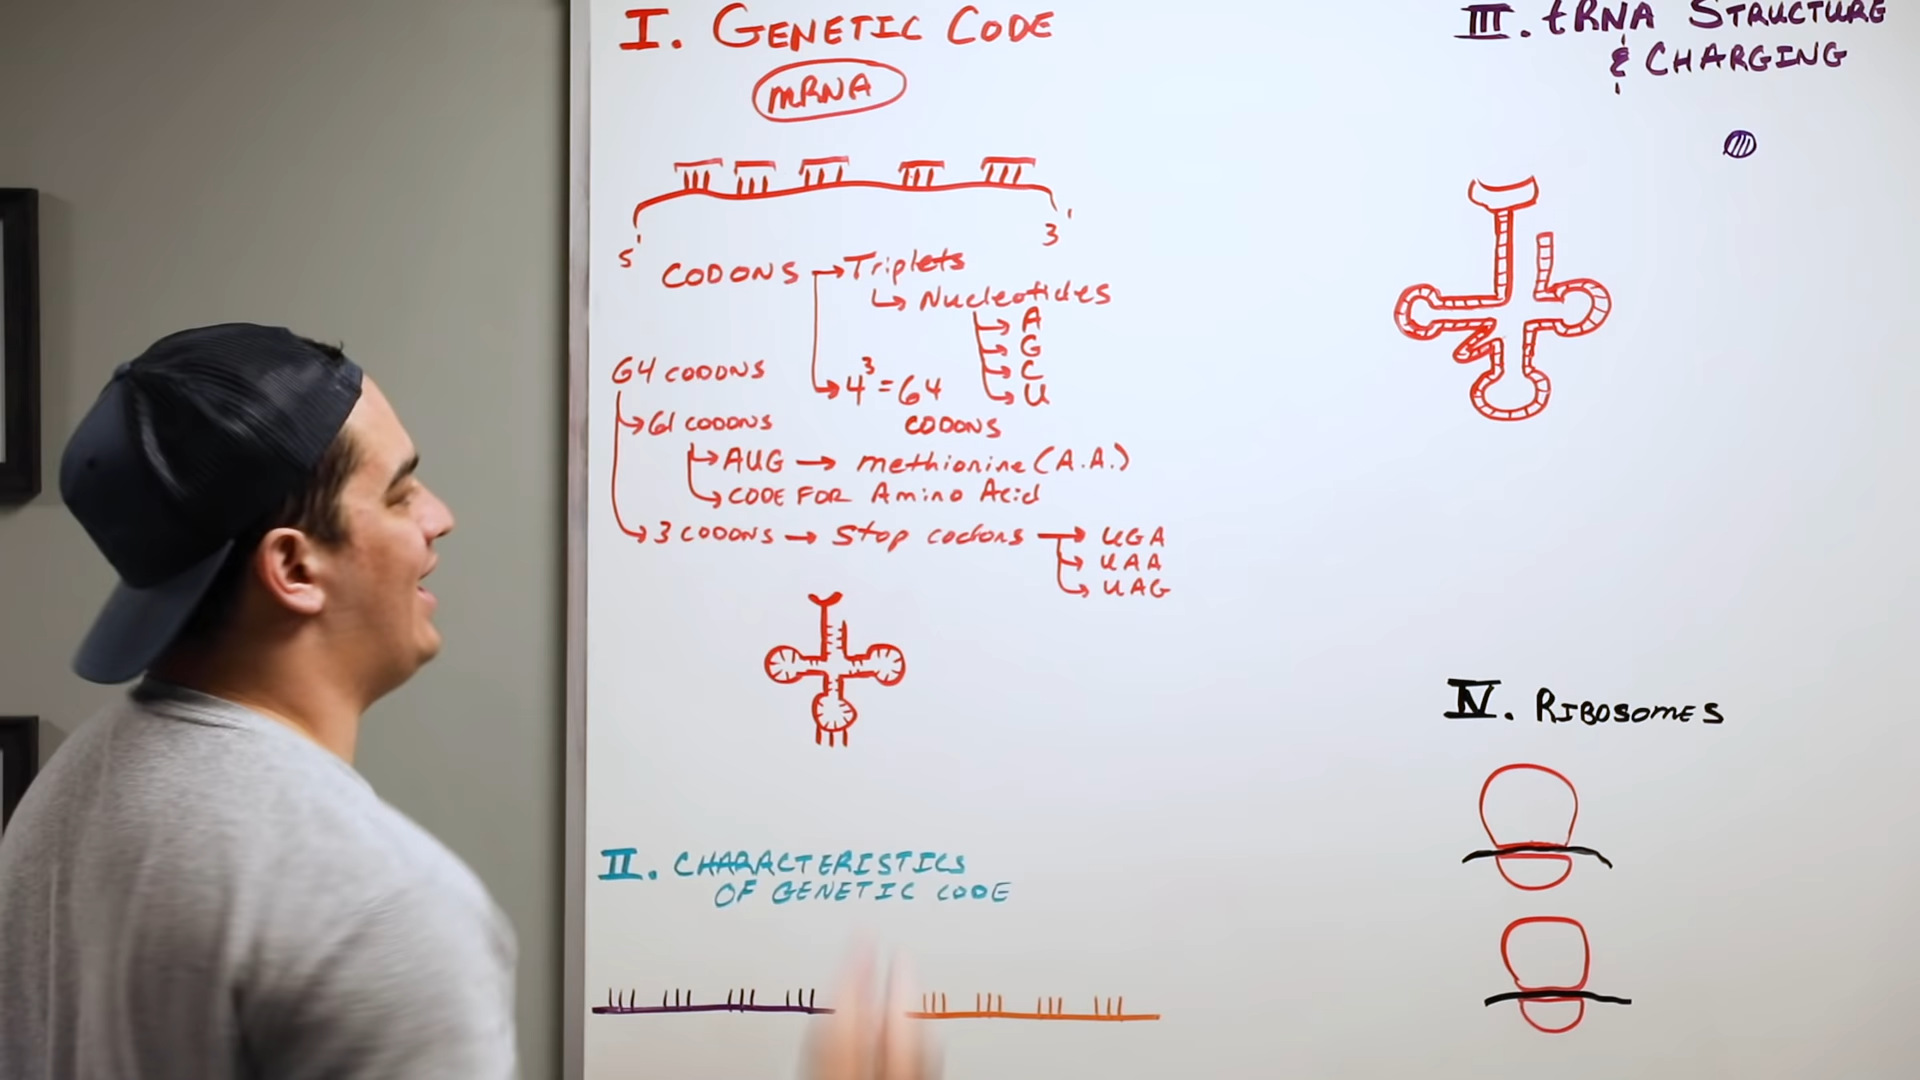 I. GENETIC CODE
mRNA
5'
3'
CODONS → Triplets
↳ Nucleotides
→ A
→ G
→ C
→ U
→ 4³ = 64
CODONS
64 CODONS
→ 61 CODONS
→ AUG → methionine (A.A.)
→ CODE FOR Amino Acid
→ 3 CODONS → Stop codons → UGA
→ UAA
→ UAG
II. CHARACTERISTICS
OF GENETIC CODE
III. tRNA STRUCTURE
& CHARGING
IV. RIBOSOMES